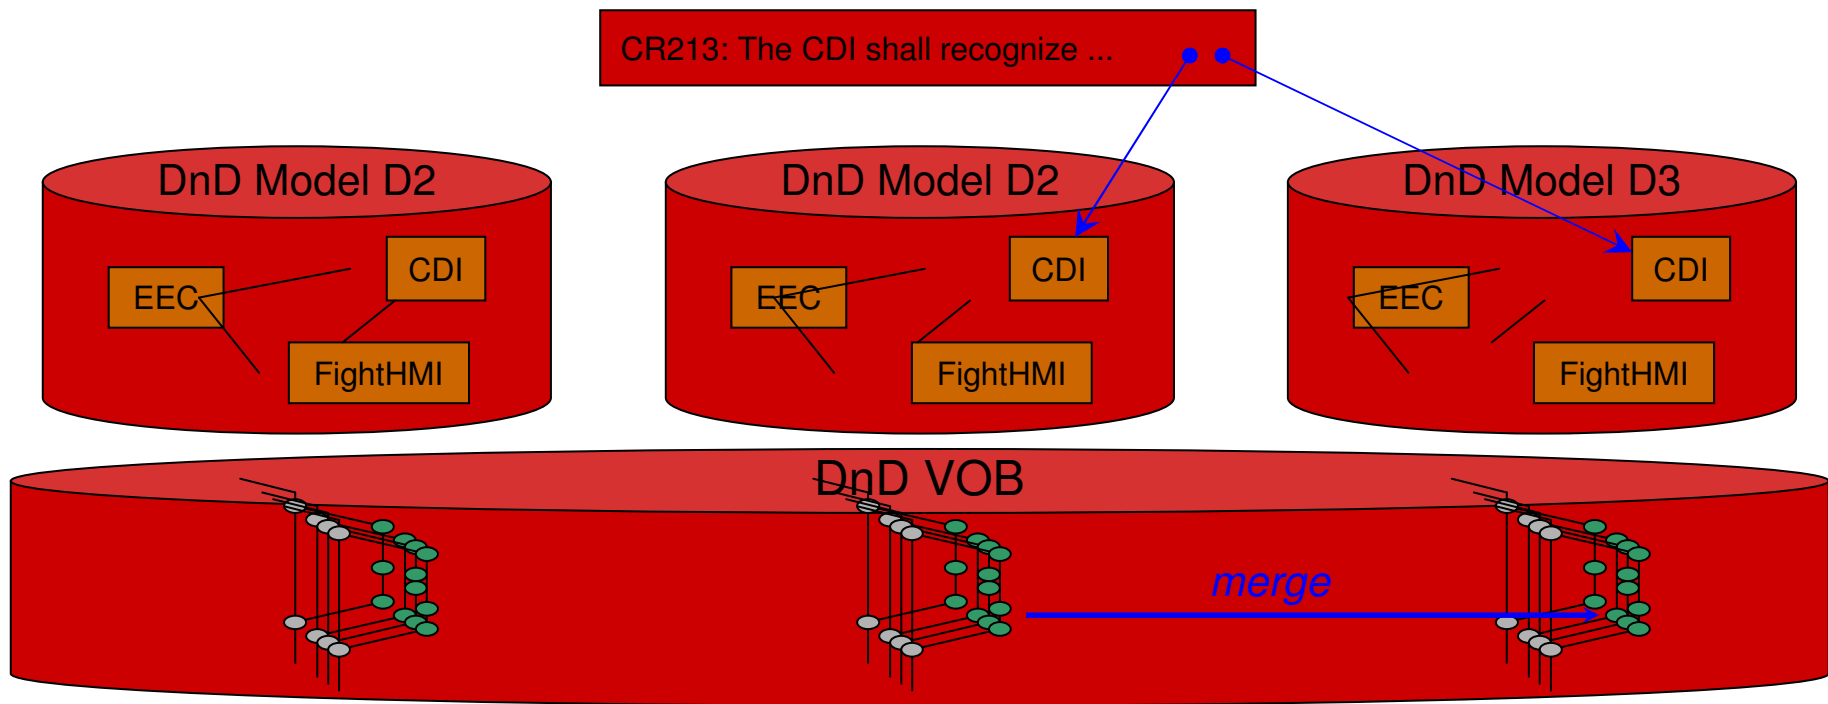 CR213: The CDI shall recognize ...
DnD Model D2
DnD Model D2
DnD Model D3
CDI
EEC
FightHMI
CDI
EEC
FightHMI
CDI
EEC
FightHMI
DnD VOB
merge